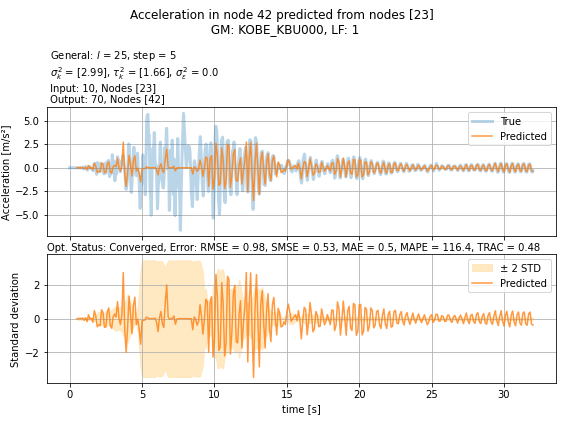 Acceleration in node 42 predicted from nodes [23]
GM: KOBE_KBU000, LF: 1
General: l = 25, step = 5
σ²ₖ = [2.99], τ²ₖ = [1.66], σ²ε = 0.0
Input: 10, Nodes [23]
Output: 70, Nodes [42]
Acceleration [m/s²]
5.0
2.5
0.0
−2.5
−5.0
True
Predicted
Opt. Status: Converged, Error: RMSE = 0.98, SMSE = 0.53, MAE = 0.5, MAPE = 116.4, TRAC = 0.48
Standard deviation
2
0
−2
± 2 STD
Predicted
0 5 10 15 20 25 30
time [s]